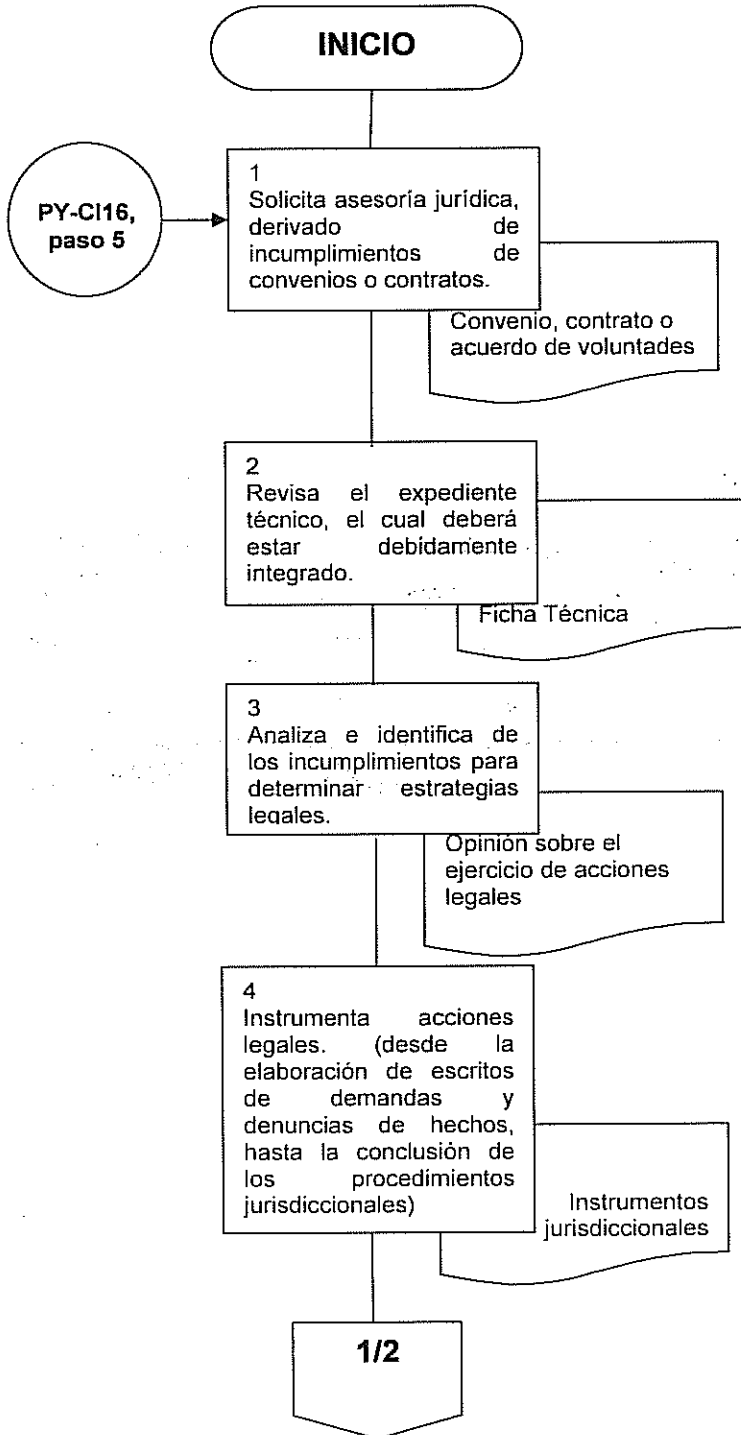 INICIO
PY-CI16,
paso 5
1
Solicita asesoría jurídica,
derivado de
incumplimientos de
convenios o contratos.
Convenio, contrato o
acuerdo de voluntades
2
Revisa el expediente
técnico, el cual deberá
estar debidamente
integrado.
Ficha Técnica
3
Analiza e identifica de
los incumplimientos para
determinar estrategias
legales.
Opinión sobre el
ejercicio de acciones
legales
4
Instrumenta acciones
legales. (desde la
elaboración de escritos
de demandas y
denuncias de hechos,
hasta la conclusión de
los procedimientos
jurisdiccionales)
Instrumentos
jurisdiccionales
1/2